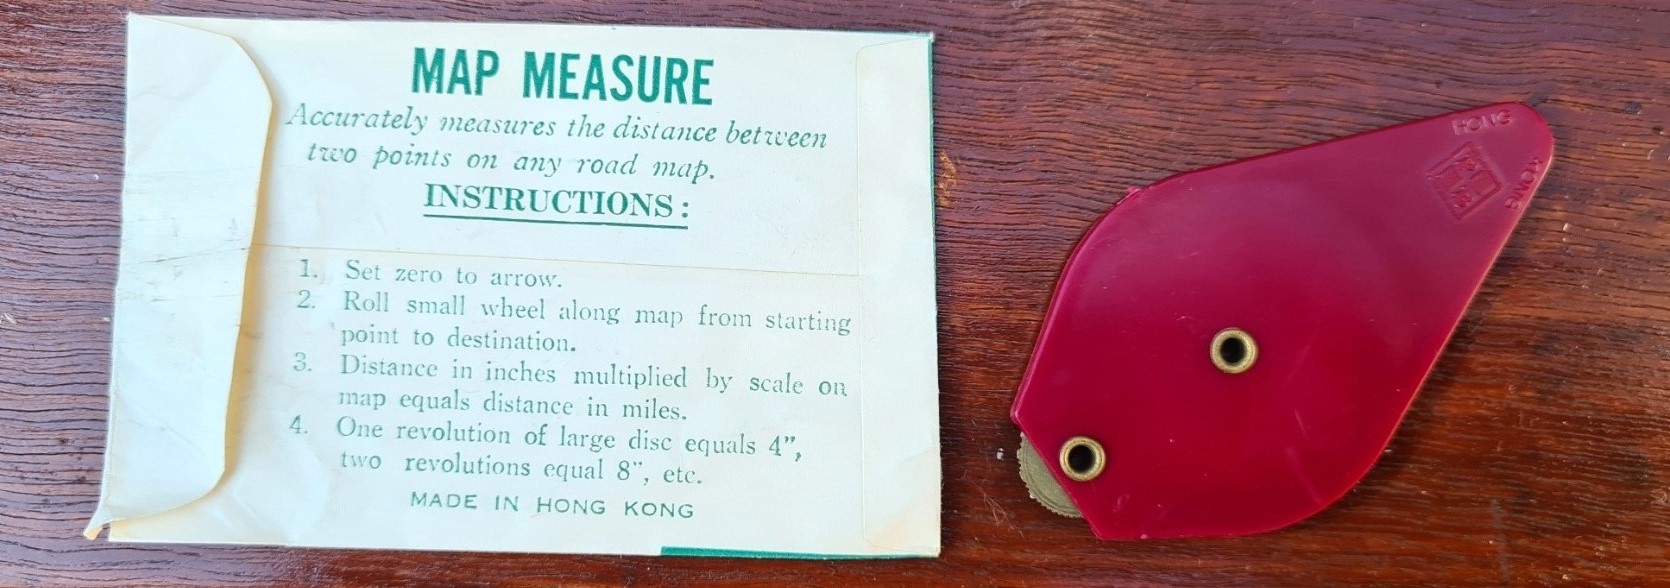 MAP MEASURE
Accurately measures the distance between
two points on any road map.
INSTRUCTIONS:
1. Set zero to arrow.
2. Roll small wheel along map from starting
point to destination.
3. Distance in inches multiplied by scale on
map equals distance in miles.
4. One revolution of large disc equals 4",
two revolutions equal 8", etc.
MADE IN HONG KONG
HONG
KONG